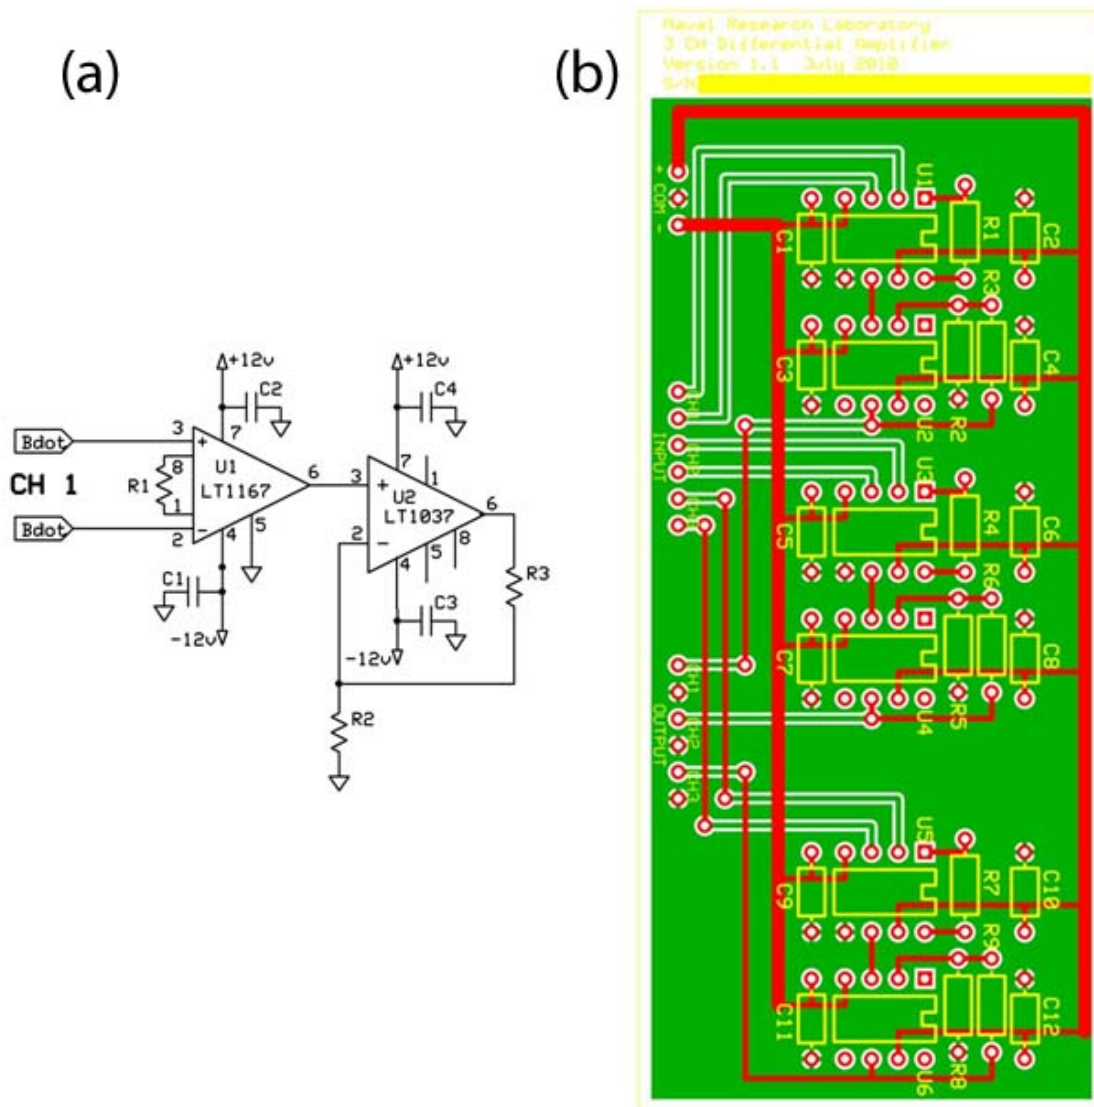 (a)
+12v
+12v
C2
C4
Bdot
3
+
7
8
U1
R1
LT1167
6
CH 1
1
-
Bdot
2
4
5
C1
-12v
3
+
7
1
U2
LT1037
6
2
-
8
5
4
R3
C3
-12v
R2
(b)
Naval Research Laboratory
3 CH Differential Amplifier
Version 1.1 July 2010
S/N
+ COM -
U1
C1
R1
C2
R3
C3
C4
CH1
U2
R2
INPUT
CH2
U3
C5
R4
C6
R6
C7
C8
CH1
U4
R5
OUTPUT
CH2
CH3
U5
C9
R7
C10
R9
C11
C12
U6
R8